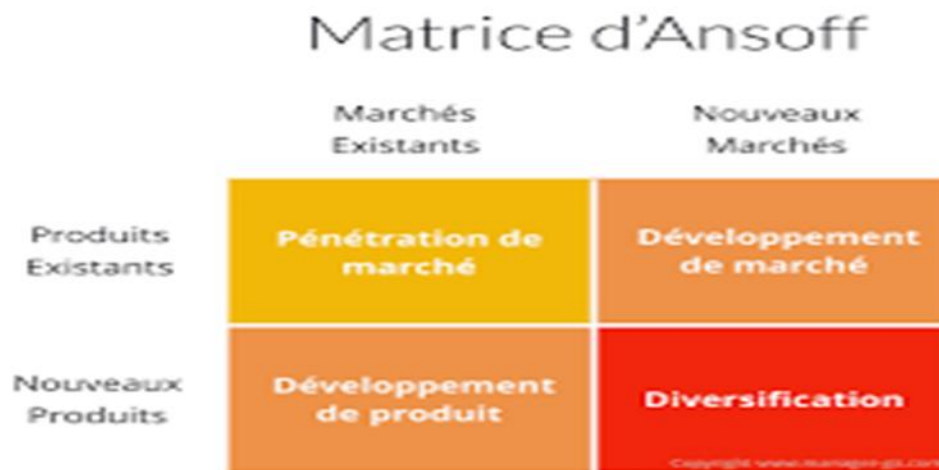 Matrice d'Ansoff
Marchés
Existants
Nouveaux
Marchés
Produits
Existants
Pénétration de
marché
Développement
de marché
Nouveaux
Produits
Développement
de produit
Diversification
Copyright